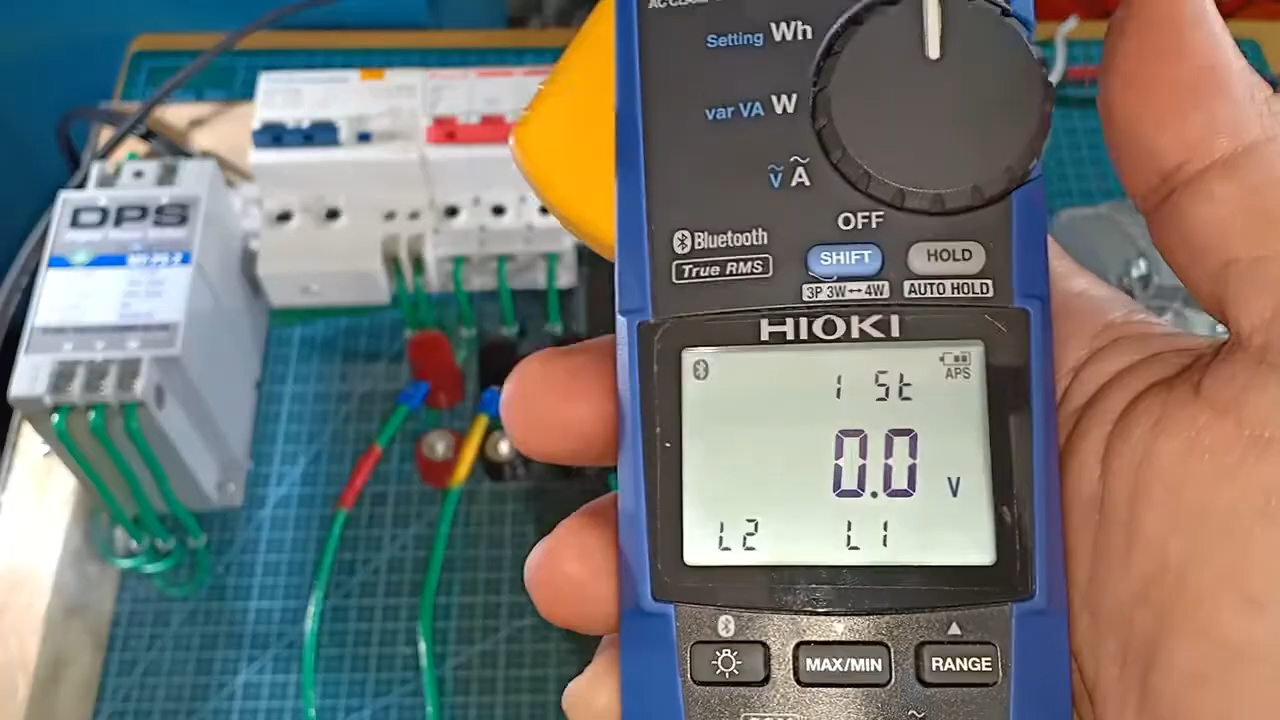 Setting Wh
var VA W
V A
OFF
Bluetooth
True RMS
SHIFT
HOLD
3P 3W↔4W
AUTO HOLD
HIOKI
APS
1 St
0.0 V
L2 L1
MAX/MIN
RANGE
DPS